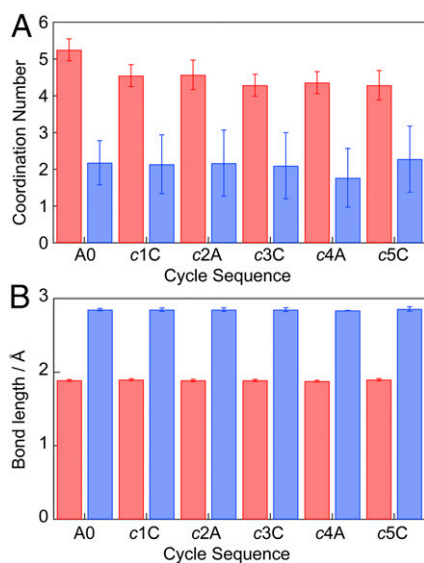 A
6
5
4
3
2
1
0
Coordination Number
A0 c1C c2A c3C c4A c5C
Cycle Sequence
B
3
2
1
0
Bond length / Å
A0 c1C c2A c3C c4A c5C
Cycle Sequence